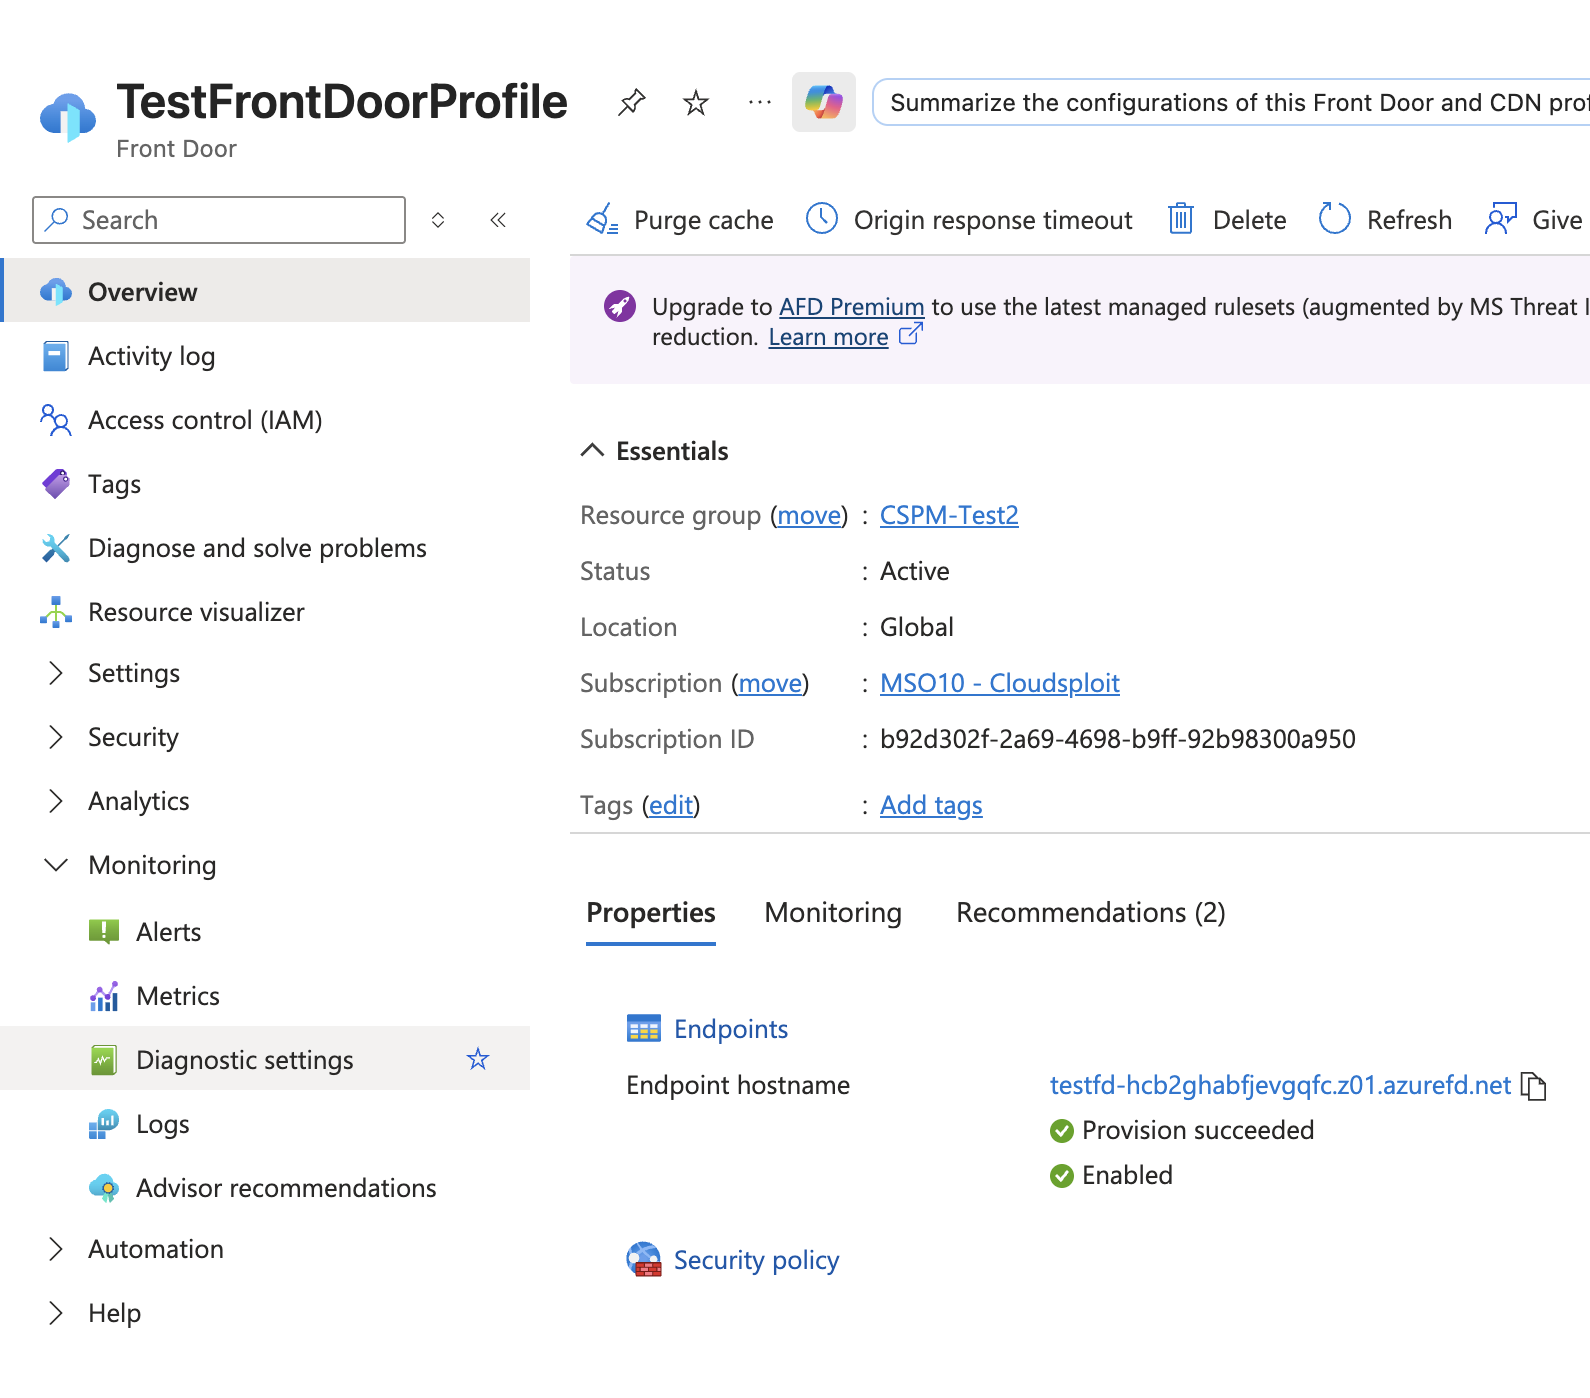 TestFrontDoorProfile
Front Door
Summarize the configurations of this Front Door and CDN
Search
Purge cache
Origin response timeout
Delete
Refresh
Give
Overview
Activity log
Access control (IAM)
Tags
Diagnose and solve problems
Resource visualizer
Settings
Security
Analytics
Monitoring
Alerts
Metrics
Diagnostic settings
Logs
Advisor recommendations
Automation
Help
Upgrade to AFD Premium to use the latest managed rulesets (augmented by MS Threat
reduction. Learn more
Essentials
Resource group (move) : CSPM-Test2
Status : Active
Location : Global
Subscription (move) : MSO10 - Cloudsploit
Subscription ID : b92d302f-2a69-4698-b9ff-92b98300a950
Tags (edit) : Add tags
Properties
Monitoring
Recommendations (2)
Endpoints
Endpoint hostname
testfd-hcb2ghabfjevgqfc.z01.azurefd.net
Provision succeeded
Enabled
Security policy